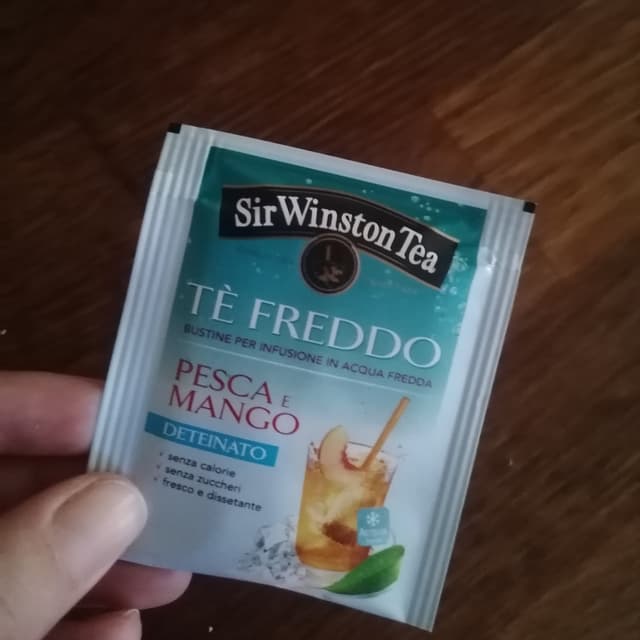 Sir Winston Tea
TÈ FREDDO
BUSTINE PER INFUSIONE IN ACQUA FREDDA
PESCA E
MANGO
DETEINATO
• senza calorie
• senza zuccheri
• fresco e dissetante